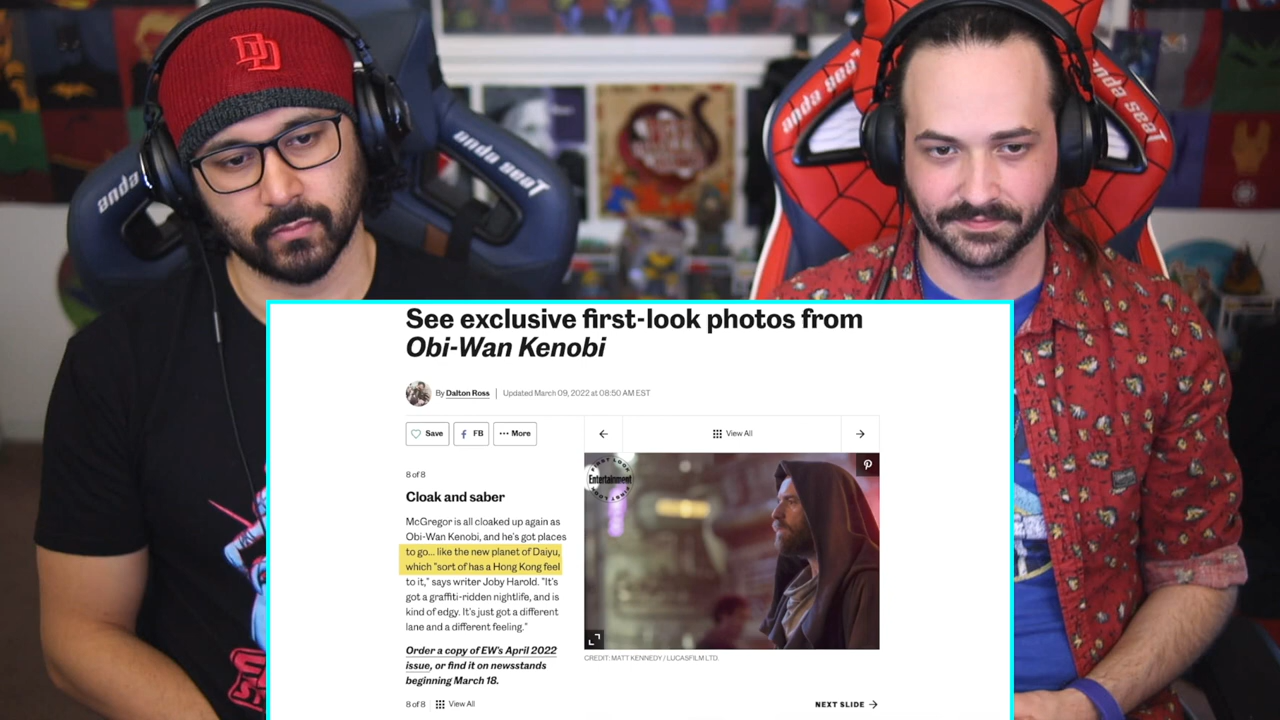 DD
anda seaT
anda
anda seaT
anda seaT
See exclusive first-look photos from
Obi-Wan Kenobi
By Dalton Ross | Updated March 09, 2022 at 08:50 AM EST
Save
FB
More
View All
8 of 8
FIRST LOOK
Entertainment
FIRST LOOK
Cloak and saber
McGregor is all cloaked up again as
Obi-Wan Kenobi, and he's got places
to go... like the new planet of Daiyu,
which "sort of has a Hong Kong feel
to it," says writer Joby Harold. "It's
got a graffiti-ridden nightlife, and is
kind of edgy. It's just got a different
lane and a different feeling."
Order a copy of EW's April 2022
issue, or find it on newsstands
beginning March 18.
CREDIT: MATT KENNEDY / LUCASFILM LTD.
8 of 8
View All
NEXT SLIDE